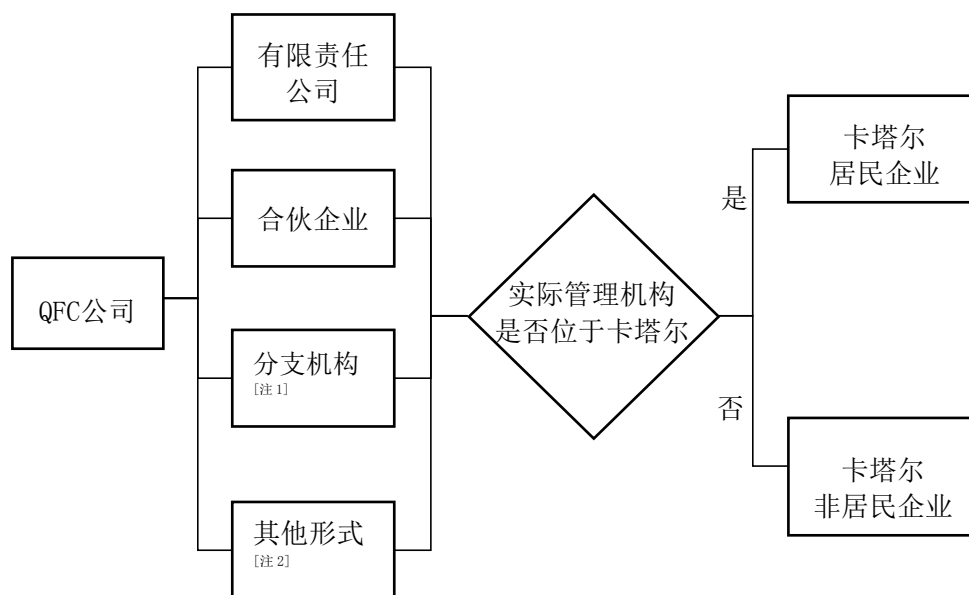 QFC公司
有限责任
公司
合伙企业
分支机构
[注 1]
其他形式
[注 2]
实际管理机构
是否位于卡塔尔
是
否
卡塔尔
居民企业
卡塔尔
非居民企业